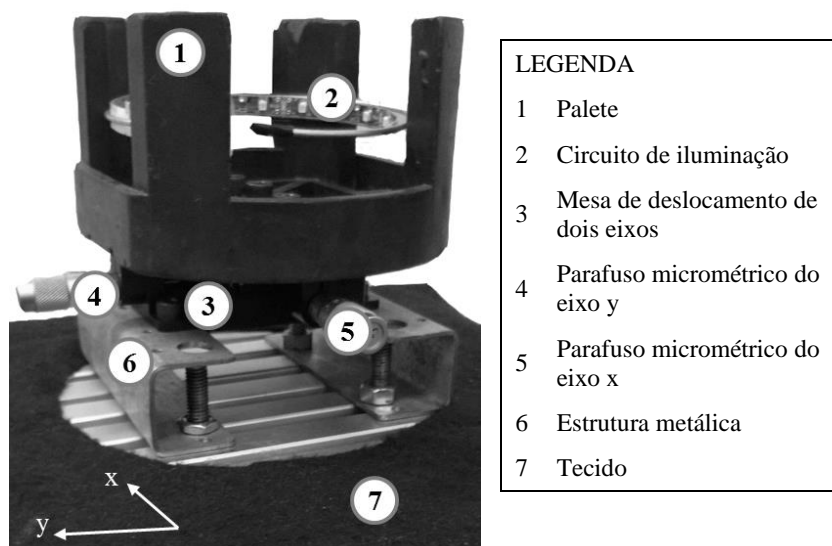 1
2
3
4
5
6
7
x
y
LEGENDA
1 Palete
2 Circuito de iluminação
3 Mesa de deslocamento de
dois eixos
4 Parafuso micrométrico do
eixo y
5 Parafuso micrométrico do
eixo x
6 Estrutura metálica
7 Tecido